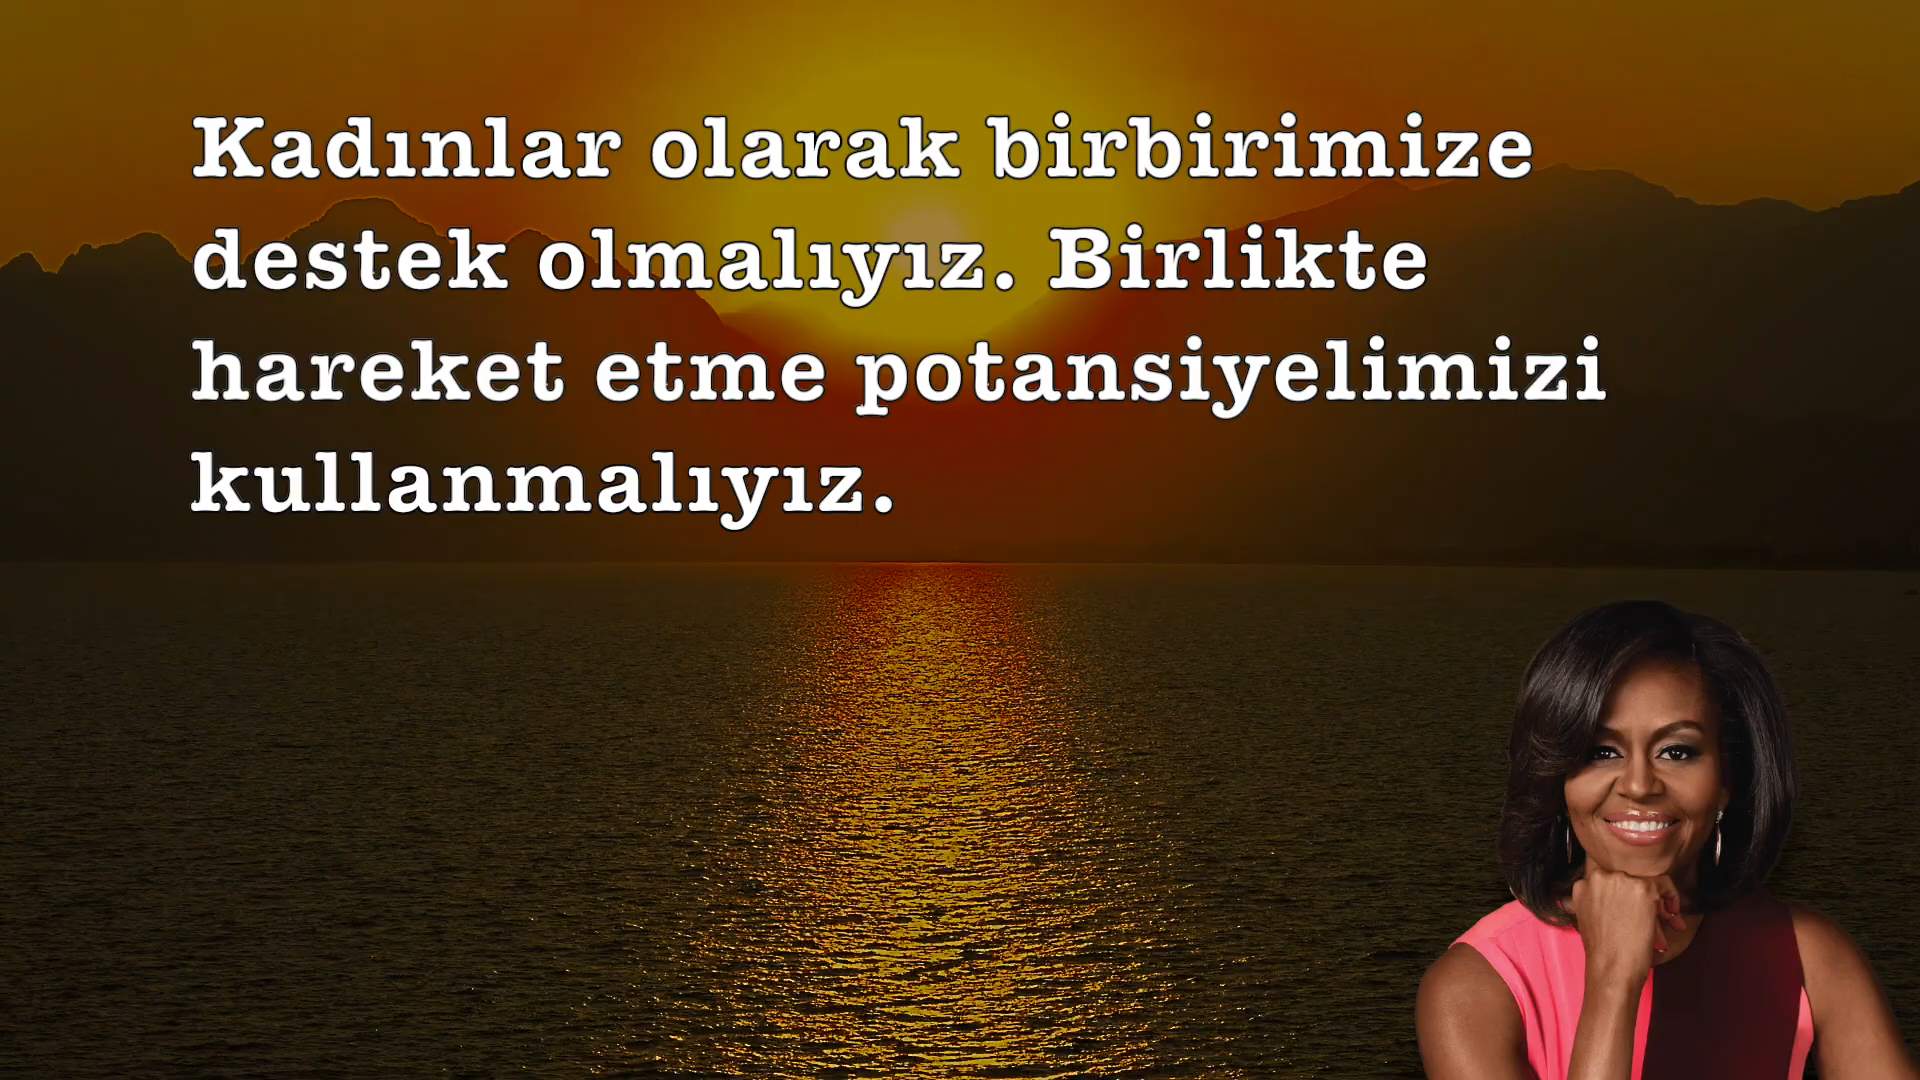 Kadınlar olarak birbirimize
destek olmalıyız. Birlikte
hareket etme potansiyelimizi
kullanmalıyız.